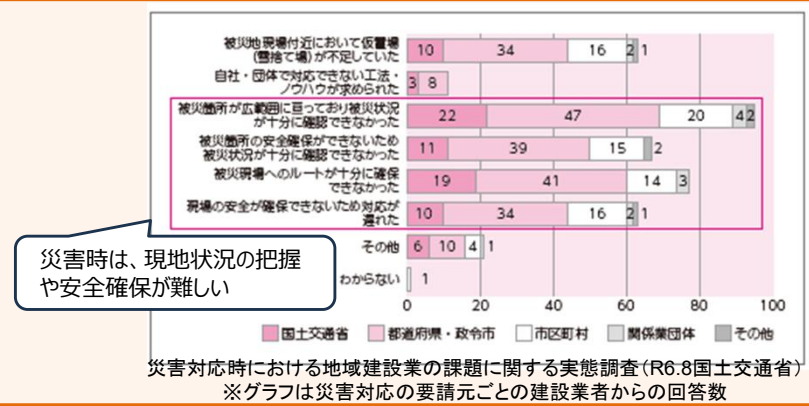 被災地現場付近において仮置場
(雪捨て場)が不足していた
10 34 16 2 1
自社・団体で対応できない工法・
ノウハウが求められた
3 8
被災箇所が広範囲に亘っており被災状況
が十分に確認できなかった
22 47 20 4 2
被災箇所の安全確保ができないため
被災状況が十分に確認できなかった
11 39 15 2
被災現場へのルートが十分に確保
できなかった
19 41 14 3
現場の安全が確保できないため対応が
遅れた
10 34 16 2 1
その他
6 10 4 1
わからない
1
0 20 40 60 80 100
国土交通省 都道府県・政令市 市区町村 関係業団体 その他
災害時は、現地状況の把握
や安全確保が難しい
災害対応時における地域建設業の課題に関する実態調査(R6.8国土交通省)
※グラフは災害対応の要請元ごとの建設業者からの回答数